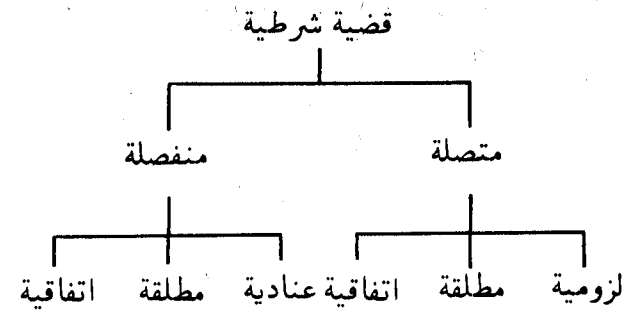 قضية شرطية
متصلة منفصلة
لزومية مطلقة اتفاقية عنادية مطلقة اتفاقية